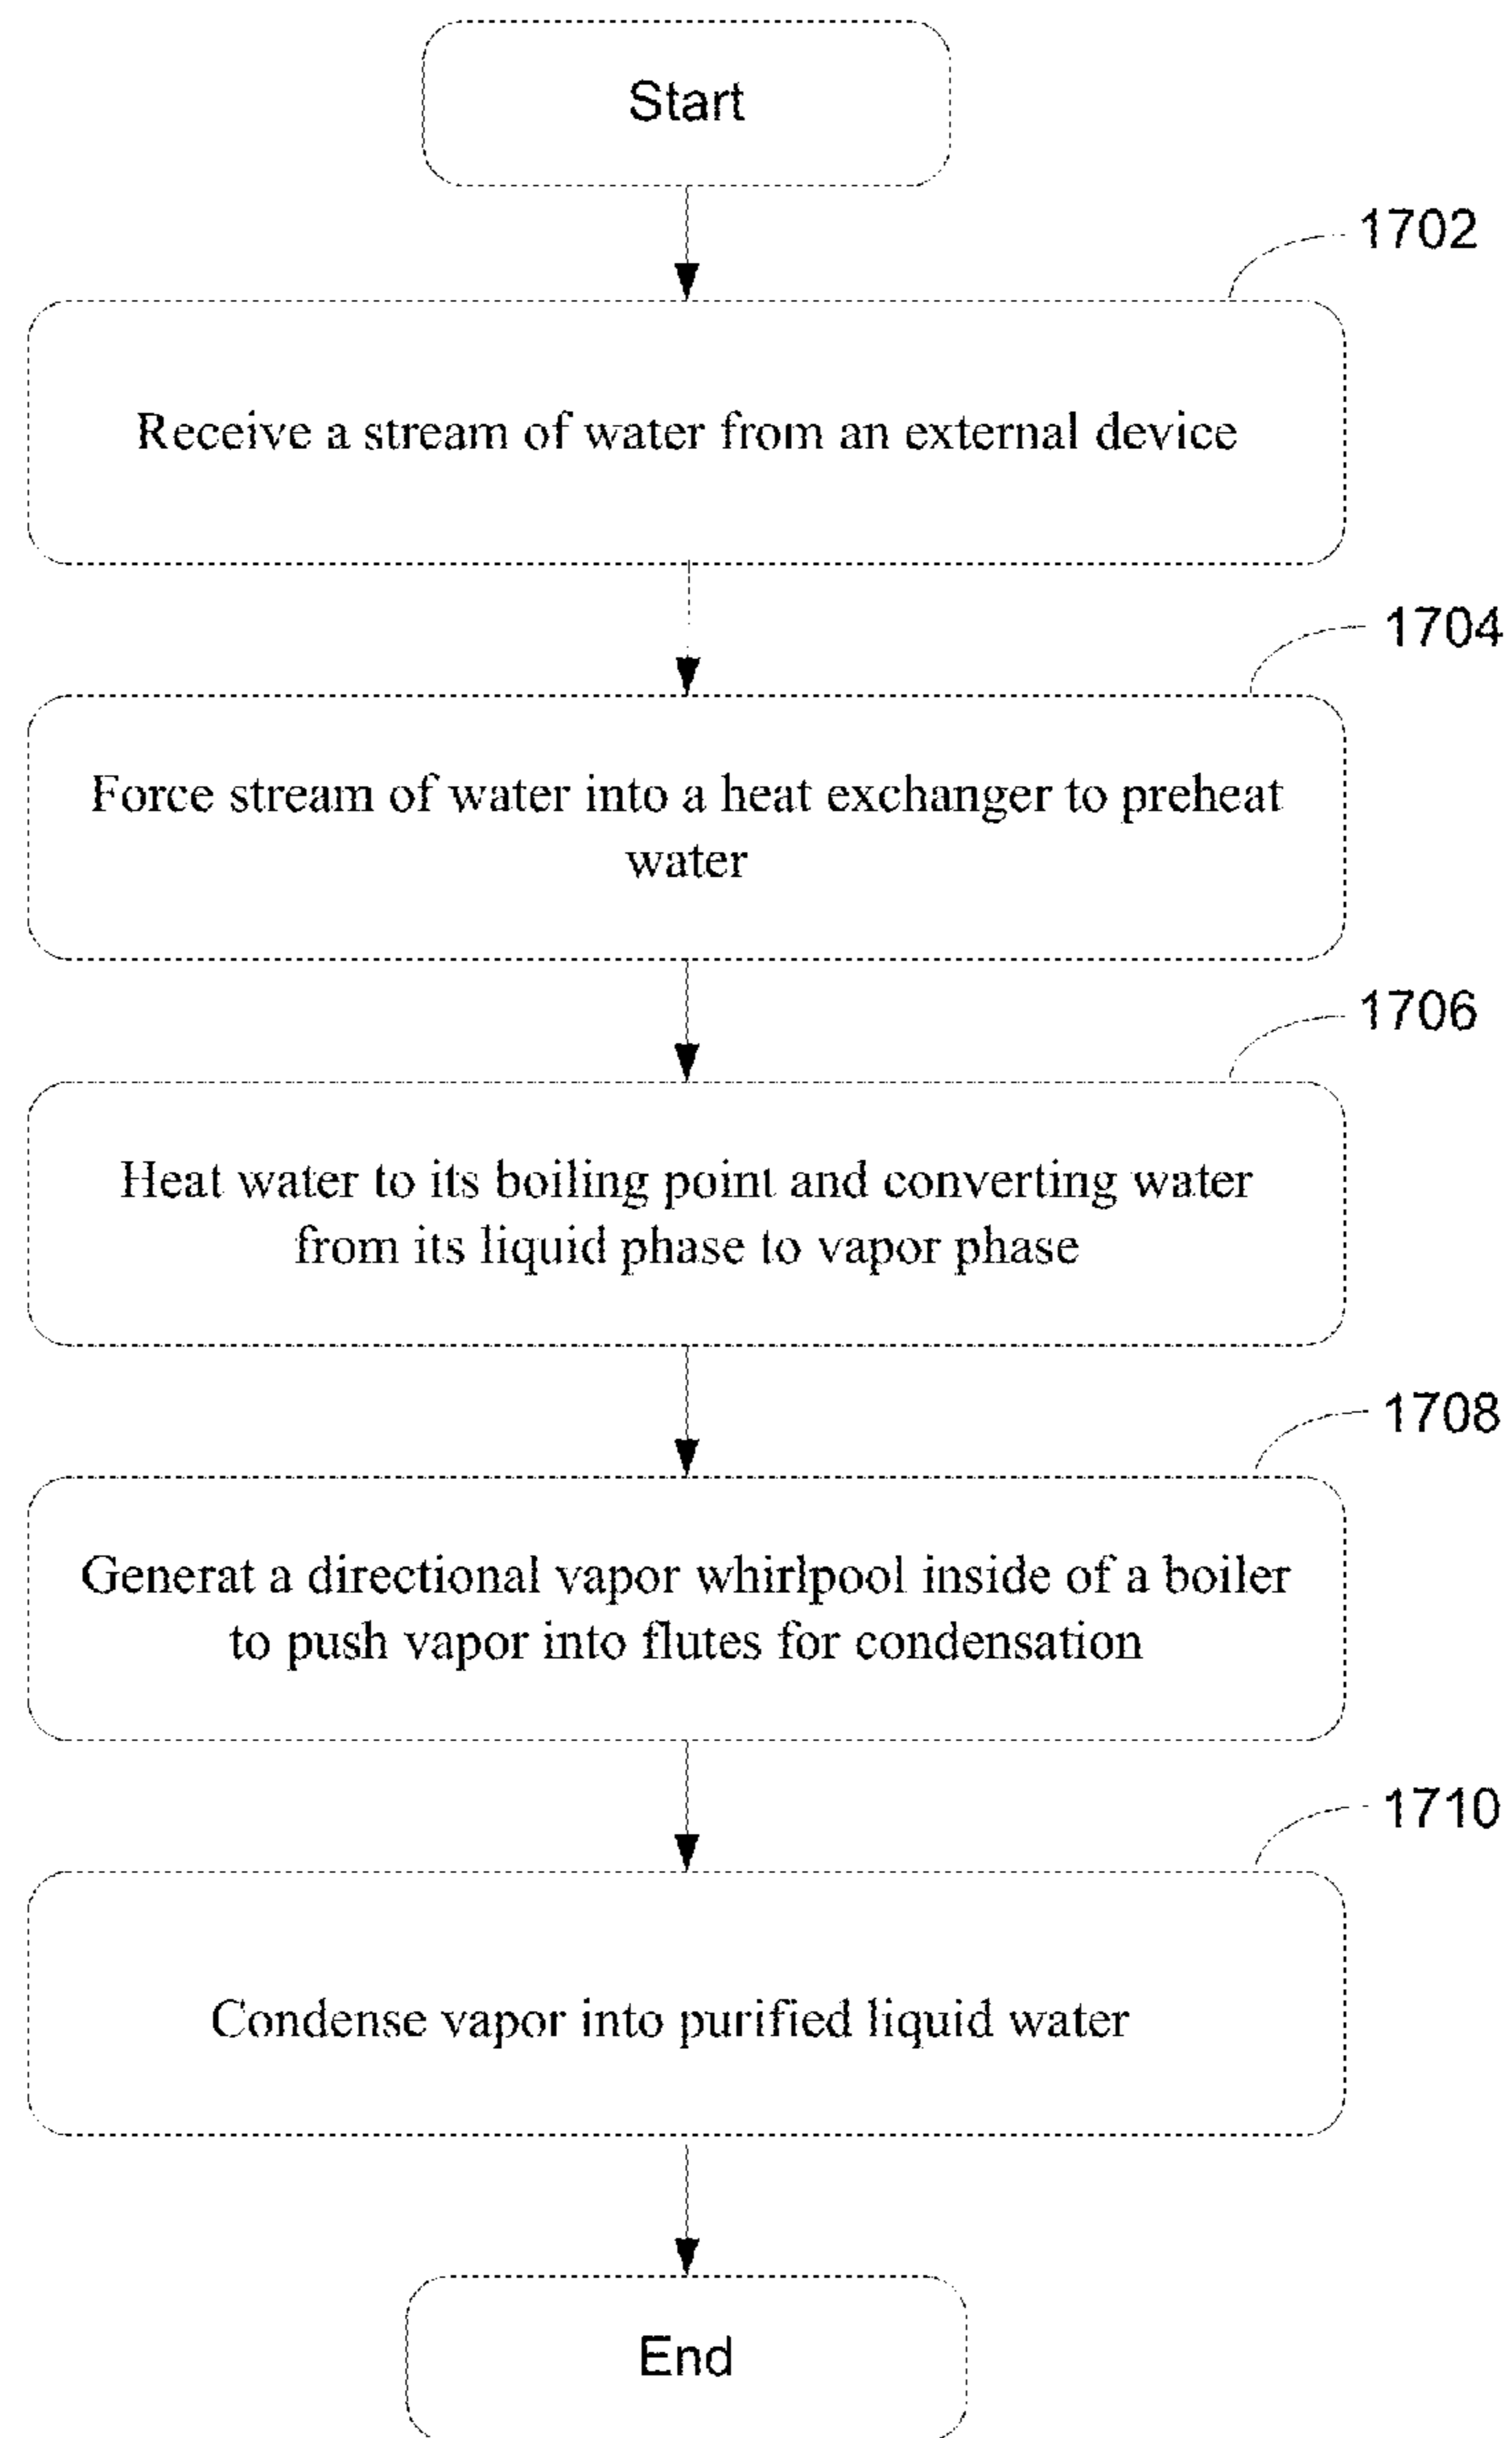 Start
1702
Receive a stream of water from an external device
1704
Force stream of water into a heat exchanger to preheat
water
1706
Heat water to its boiling point and converting water
from its liquid phase to vapor phase
1708
Generat a directional vapor whirlpool inside of a boiler
to push vapor into flutes for condensation
1710
Condense vapor into purified liquid water
End